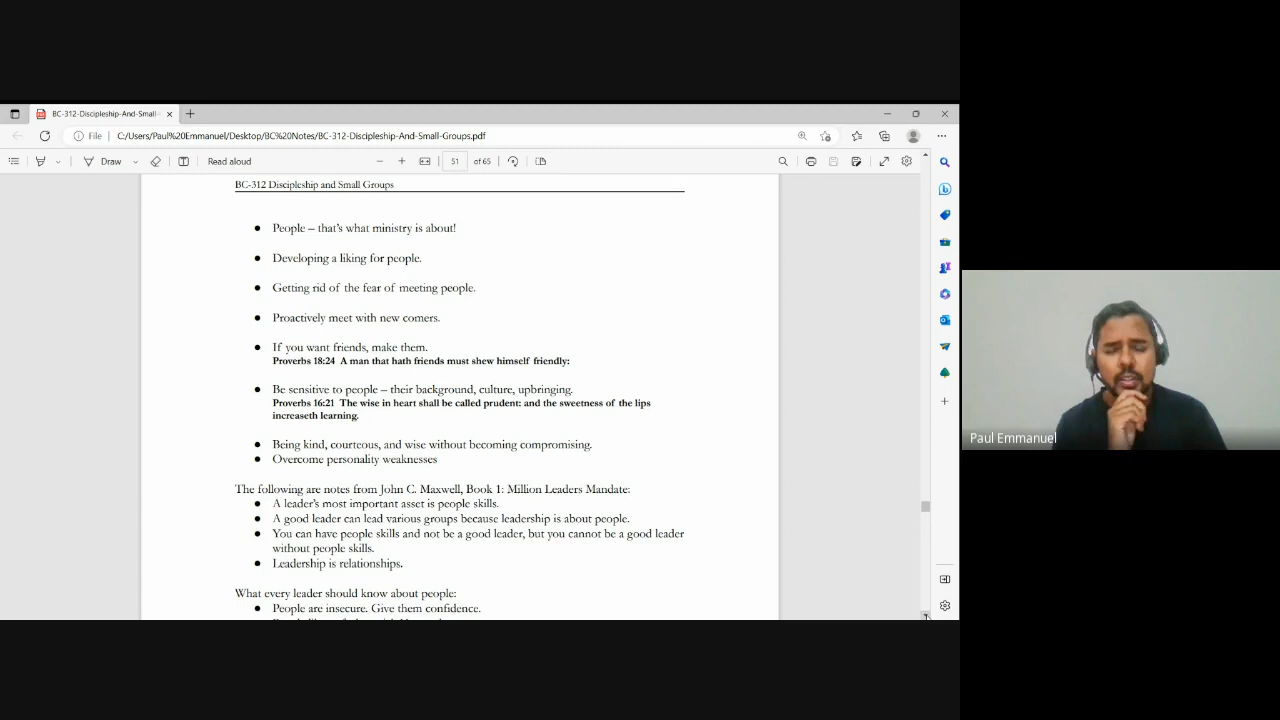 BC-312-Discipleship-And-Small-
File
C:/Users/Paul%20Emmanuel/Desktop/BC%20Notes/BC-312-Discipleship-And-Small-Groups.pdf
Draw
Read aloud
51 of 65
BC-312 Discipleship and Small Groups
● People – that's what ministry is about!
● Developing a liking for people.
● Getting rid of the fear of meeting people.
● Proactively meet with new comers.
● If you want friends, make them.
Proverbs 18:24 A man that hath friends must shew himself friendly:
● Be sensitive to people – their background, culture, upbringing.
Proverbs 16:21 The wise in heart shall be called prudent: and the sweetness of the lips
increaseth learning.
● Being kind, courteous, and wise without becoming compromising.
● Overcome personality weaknesses
The following are notes from John C. Maxwell, Book 1: Million Leaders Mandate:
● A leader's most important asset is people skills.
● A good leader can lead various groups because leadership is about people.
● You can have people skills and not be a good leader, but you cannot be a good leader
without people skills.
● Leadership is relationships.
What every leader should know about people:
● People are insecure. Give them confidence.
Paul Emmanuel